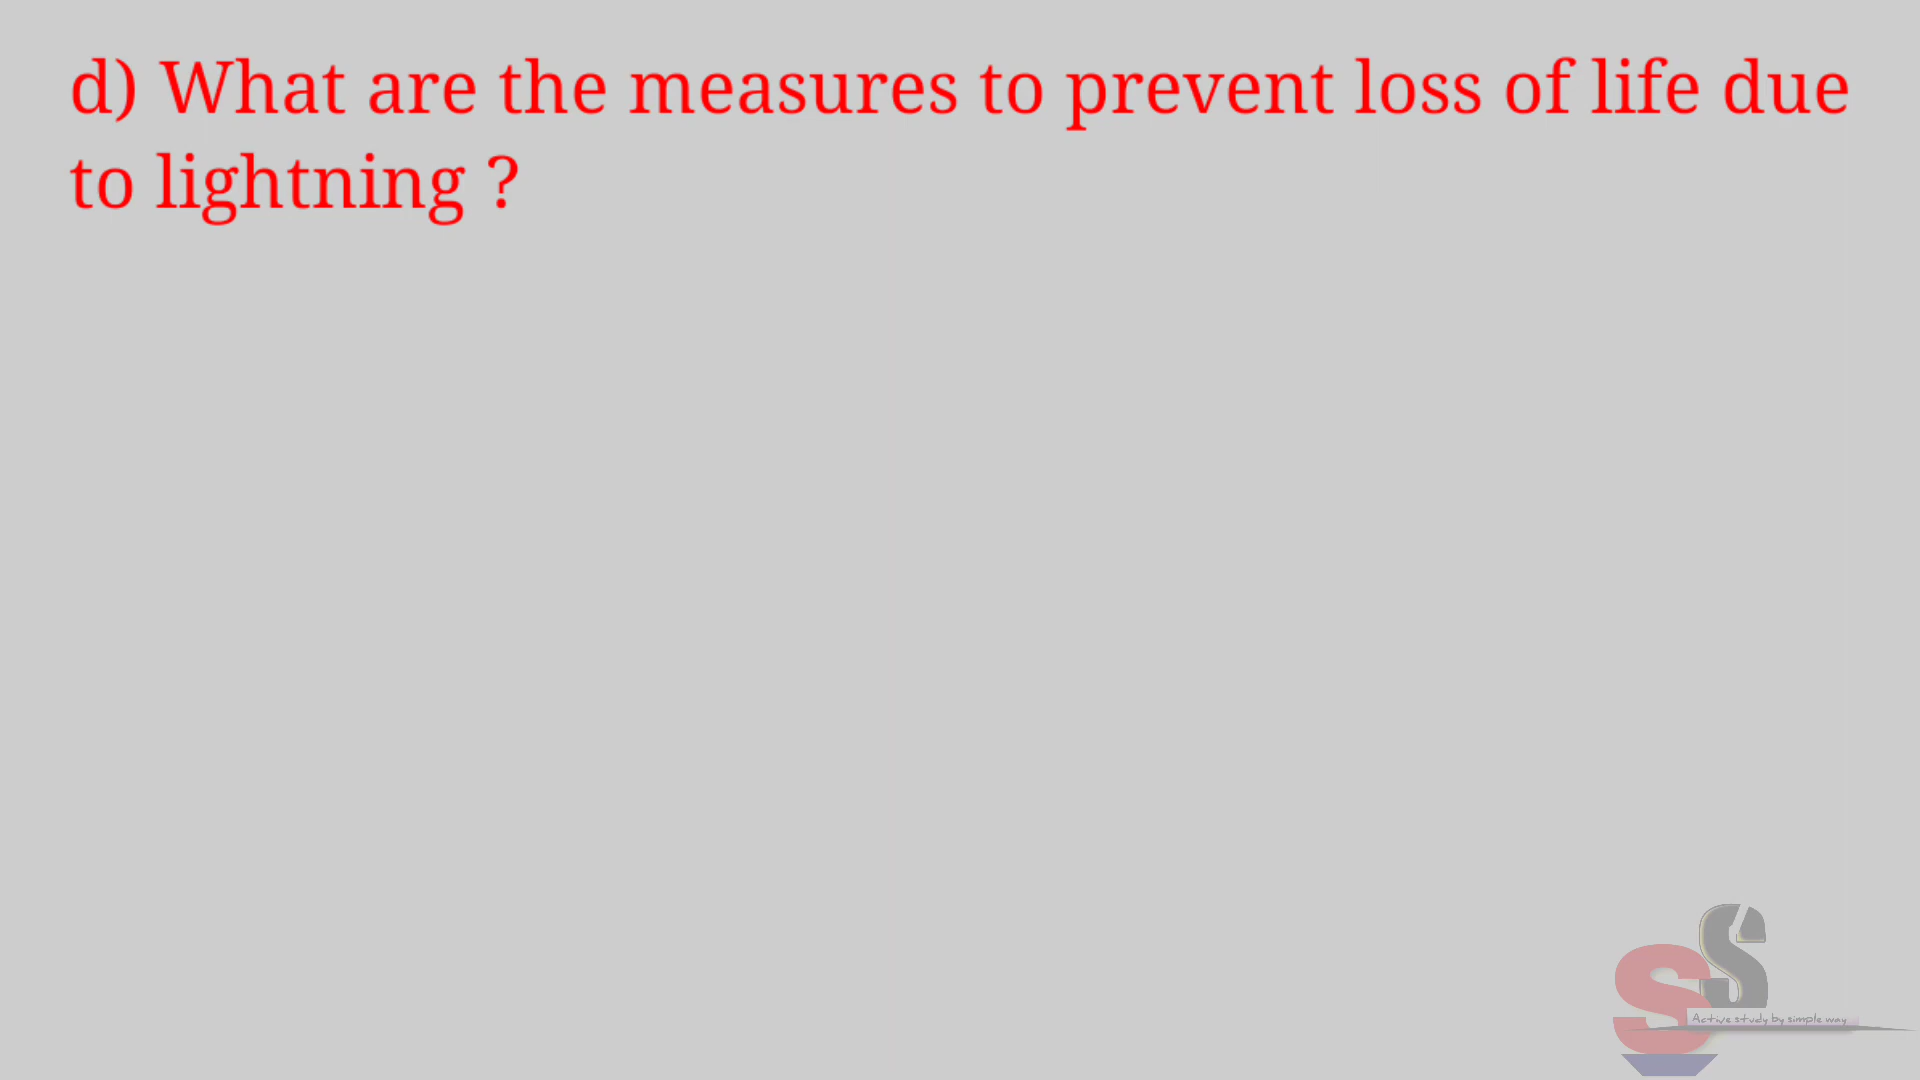 d) What are the measures to prevent loss of life due
to lightning ?
Active study by simple way